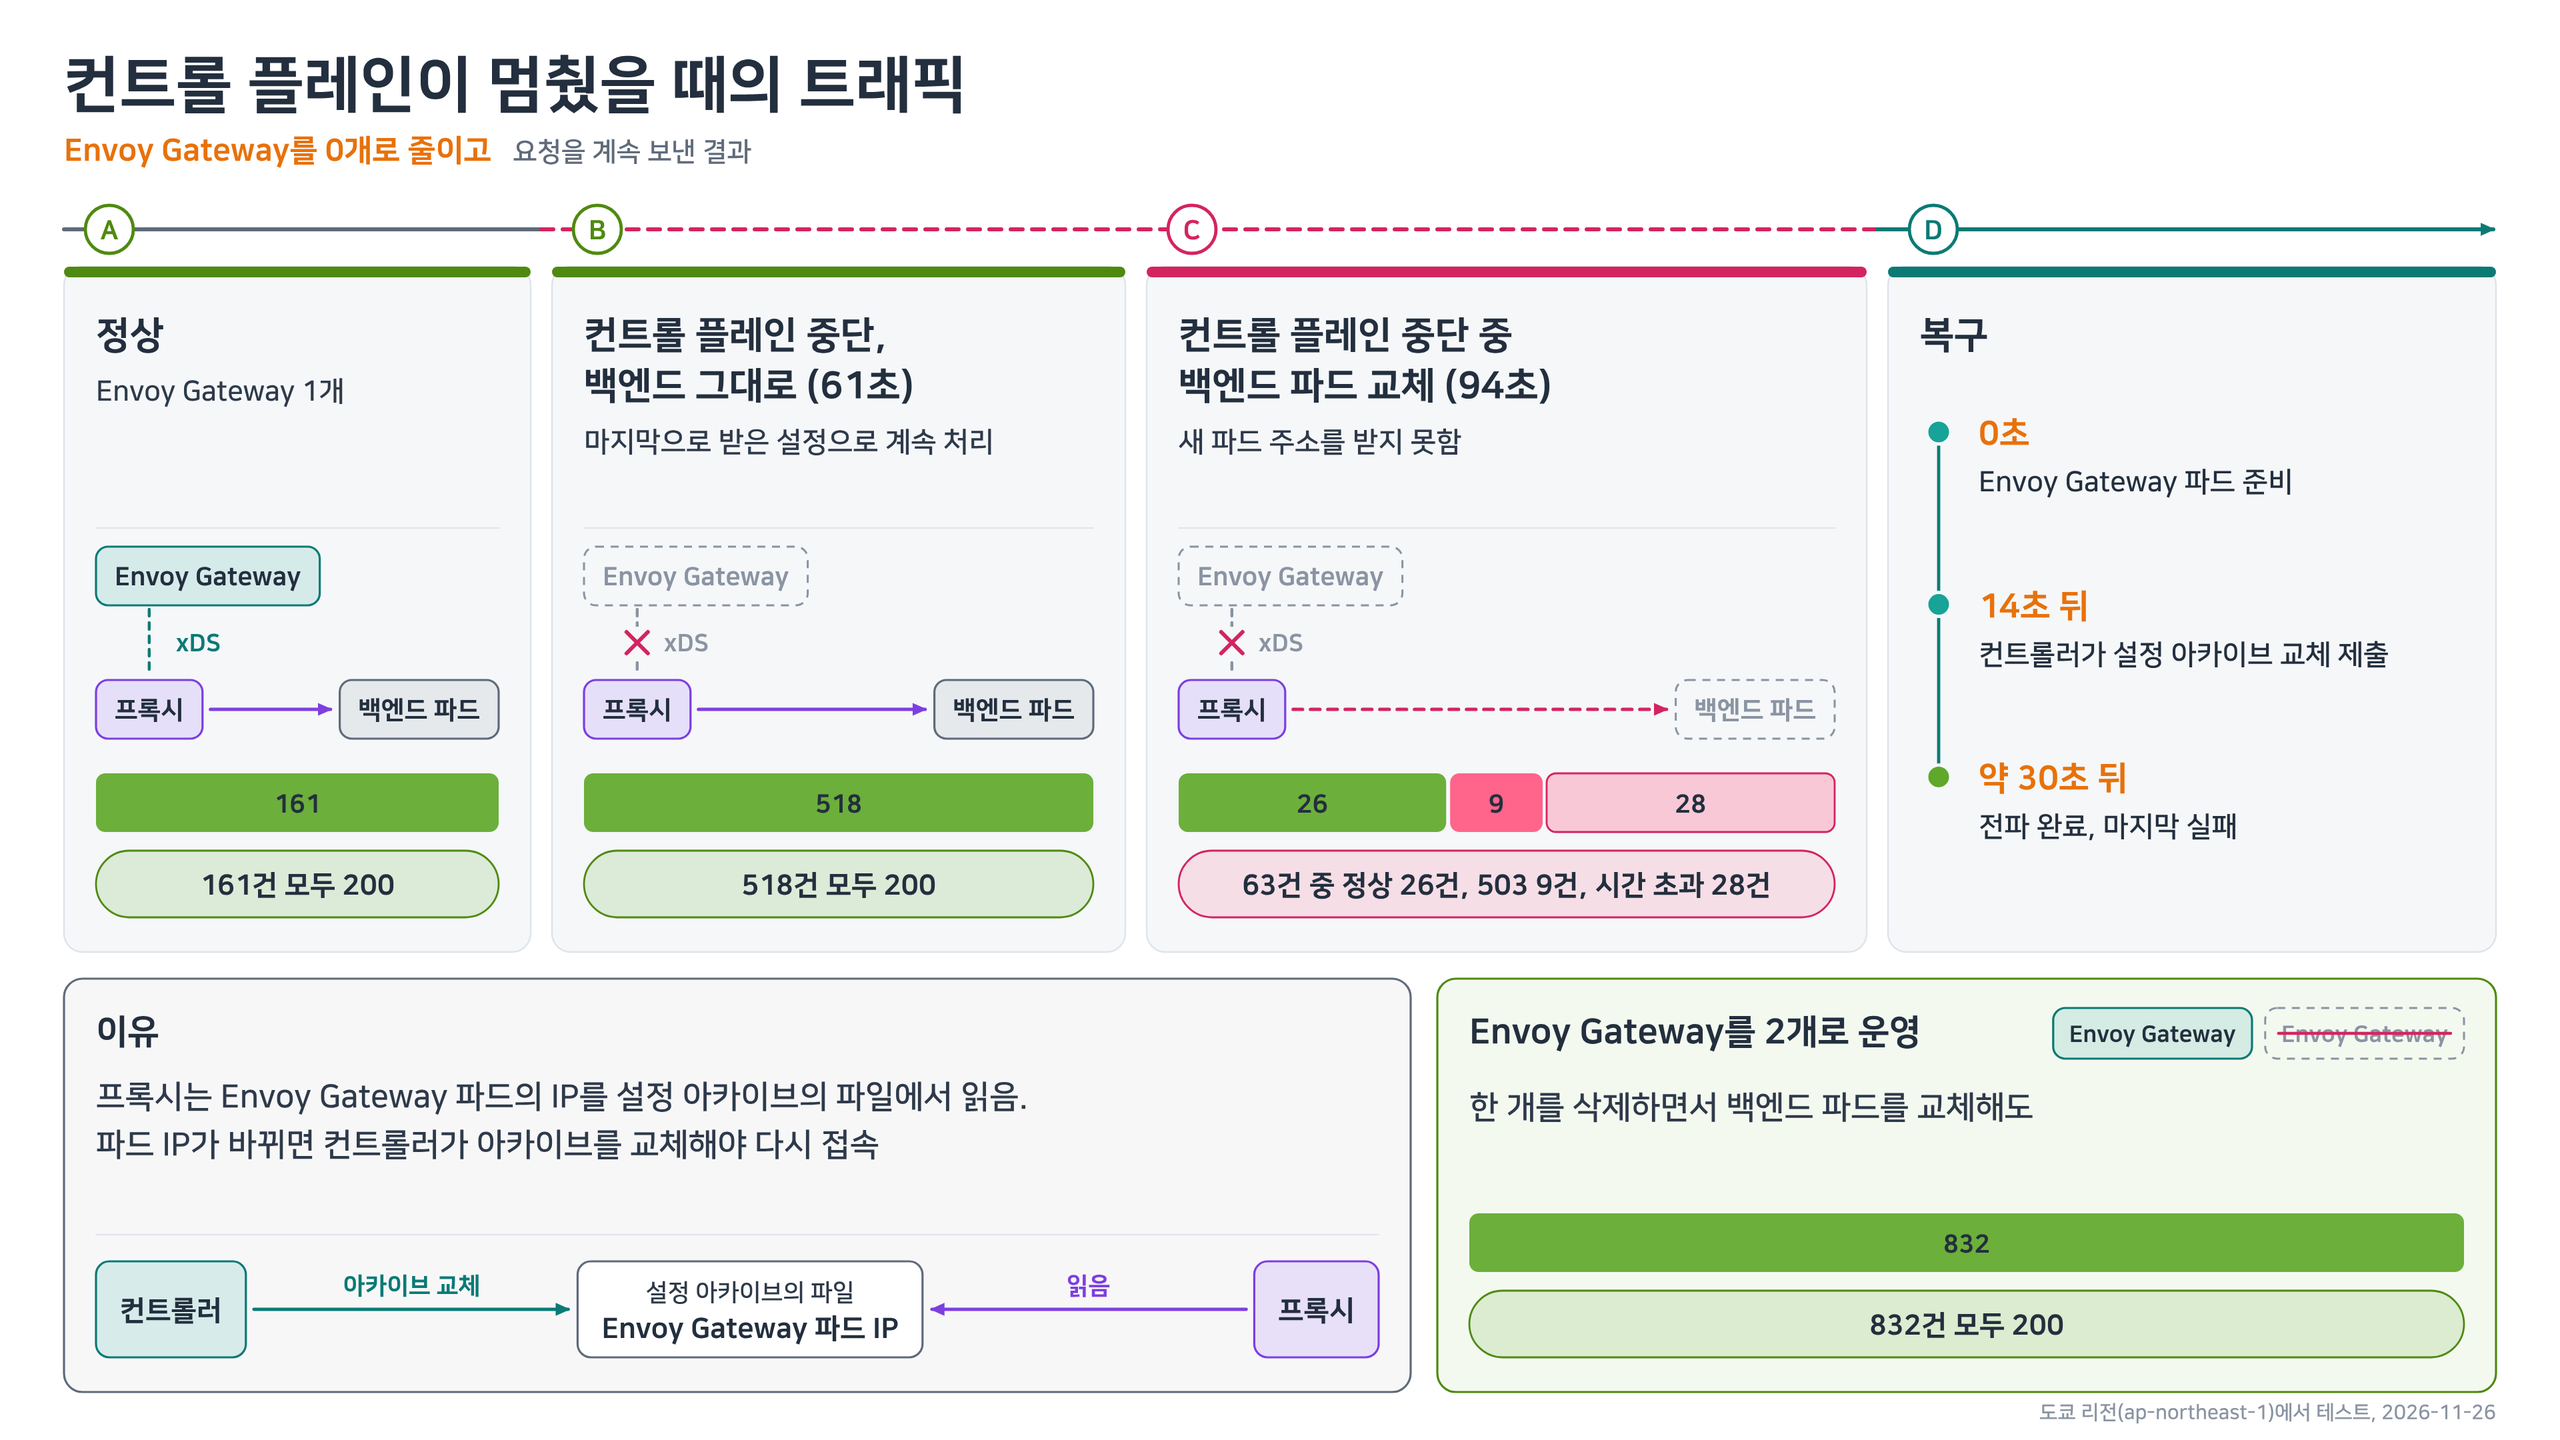 컨트롤 플레인이 멈췄을 때의 트래픽
Envoy Gateway를 0개로 줄이고 요청을 계속 보낸 결과
A
B
C
D
정상
Envoy Gateway 1개
Envoy Gateway
xDS
프록시
백엔드 파드
161
161건 모두 200
컨트롤 플레인 중단,
백엔드 그대로 (61초)
마지막으로 받은 설정으로 계속 처리
Envoy Gateway
xDS
프록시
백엔드 파드
518
518건 모두 200
컨트롤 플레인 중단 중
백엔드 파드 교체 (94초)
새 파드 주소를 받지 못함
Envoy Gateway
xDS
프록시
백엔드 파드
26
9
28
63건 중 정상 26건, 503 9건, 시간 초과 28건
복구
0초
Envoy Gateway 파드 준비
14초 뒤
컨트롤러가 설정 아카이브 교체 제출
약 30초 뒤
전파 완료, 마지막 실패
이유
프록시는 Envoy Gateway 파드의 IP를 설정 아카이브의 파일에서 읽음.
파드 IP가 바뀌면 컨트롤러가 아카이브를 교체해야 다시 접속
컨트롤러
아카이브 교체
설정 아카이브의 파일
Envoy Gateway 파드 IP
읽음
프록시
Envoy Gateway를 2개로 운영
Envoy Gateway
Envoy Gateway
한 개를 삭제하면서 백엔드 파드를 교체해도
832
832건 모두 200
도쿄 리전(ap-northeast-1)에서 테스트, 2026-11-26